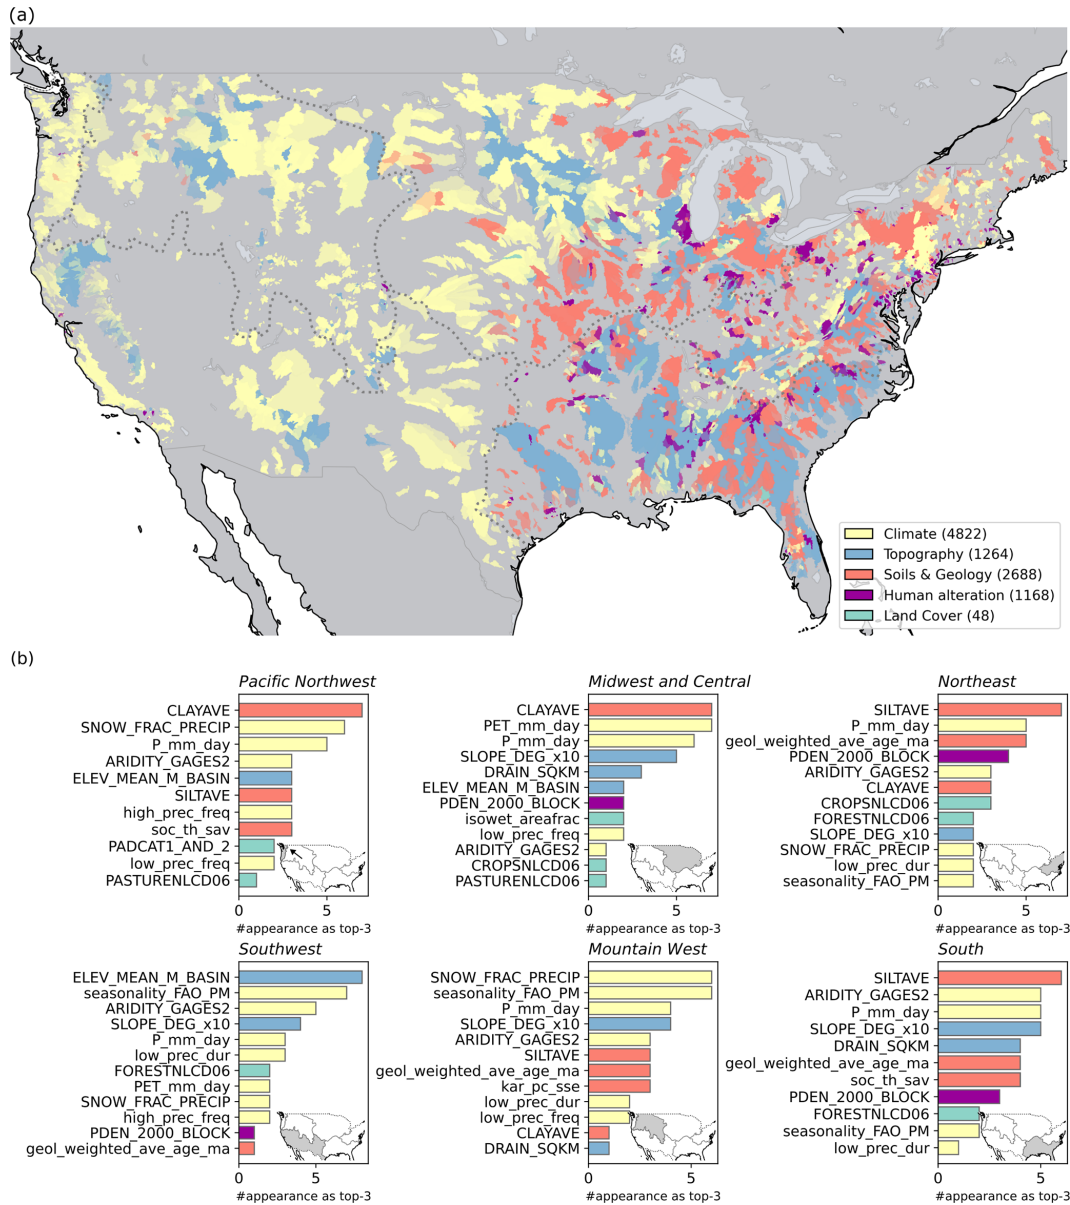 (a)
Climate (4822)
Topography (1264)
Soils & Geology (2688)
Human alteration (1168)
Land Cover (48)
(b)
Pacific Northwest
CLAYAVE
SNOW_FRAC_PRECIP
P_mm_day
ARIDITY_GAGES2
ELEV_MEAN_M_BASIN
SILTAVE
high_prec_freq
soc_th_sav
PADCAT1_AND_2
low_prec_freq
PASTURENLCD06
0 5
#appearance as top-3
Midwest and Central
CLAYAVE
PET_mm_day
P_mm_day
SLOPE_DEG_x10
DRAIN_SQKM
ELEV_MEAN_M_BASIN
PDEN_2000_BLOCK
isowet_areafrac
low_prec_freq
ARIDITY_GAGES2
CROPSNLCD06
PASTURENLCD06
0 5
#appearance as top-3
Northeast
SILTAVE
P_mm_day
geol_weighted_ave_age_ma
PDEN_2000_BLOCK
ARIDITY_GAGES2
CLAYAVE
CROPSNLCD06
FORESTNLCD06
SLOPE_DEG_x10
SNOW_FRAC_PRECIP
low_prec_dur
seasonality_FAO_PM
0 5
#appearance as top-3
Southwest
ELEV_MEAN_M_BASIN
seasonality_FAO_PM
ARIDITY_GAGES2
SLOPE_DEG_x10
P_mm_day
low_prec_dur
FORESTNLCD06
PET_mm_day
SNOW_FRAC_PRECIP
high_prec_freq
PDEN_2000_BLOCK
geol_weighted_ave_age_ma
5
#appearance as top-3
Mountain West
SNOW_FRAC_PRECIP
seasonality_FAO_PM
P_mm_day
SLOPE_DEG_x10
ARIDITY_GAGES2
SILTAVE
geol_weighted_ave_age_ma
kar_pc_sse
low_prec_dur
low_prec_freq
CLAYAVE
DRAIN_SQKM
0 5
#appearance as top-3
South
SILTAVE
ARIDITY_GAGES2
P_mm_day
SLOPE_DEG_x10
DRAIN_SQKM
geol_weighted_ave_age_ma
soc_th_sav
PDEN_2000_BLOCK
FORESTNLCD06
seasonality_FAO_PM
low_prec_dur
0 5
#appearance as top-3